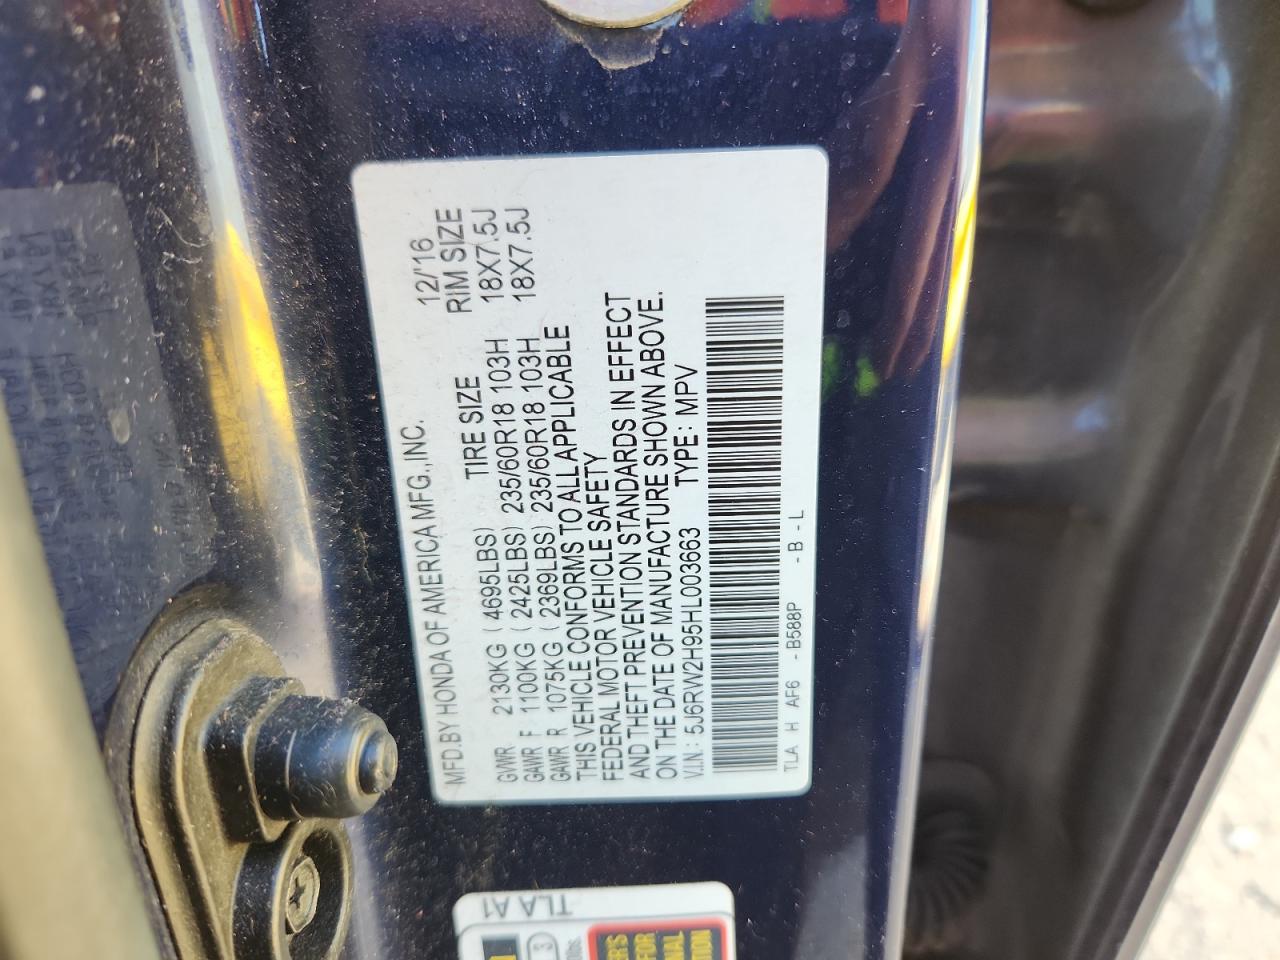 MFD. BY HONDA OF AMERICA MFG., INC. 12/'16
TIRE SIZE RIM SIZE
GVWR 2130KG ( 4695LBS)
GAWR F 1100KG ( 2425LBS) 235/60R18 103H 18X7.5J
GAWR R 1075KG ( 2369LBS) 235/60R18 103H 18X7.5J
THIS VEHICLE CONFORMS TO ALL APPLICABLE
FEDERAL MOTOR VEHICLE SAFETY
AND THEFT PREVENTION STANDARDS IN EFFECT
ON THE DATE OF MANUFACTURE SHOWN ABOVE.
V.I.N : 5J6RW2H95HL003663 TYPE : MPV
TLA H AF6 - B588P - B - L
TLA A1
3
FOR